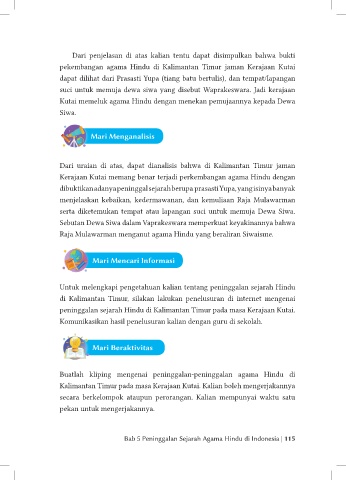 Dari penjelasan di atas kalian tentu dapat disimpulkan bahwa bukti
pekembangan agama Hindu di Kalimantan Timur jaman Kerajaan Kutai
dapat dilihat dari Prasasti Yupa (tiang batu bertulis), dan tempat/lapangan
suci untuk memuja dewa siwa yang disebut Waprakeswara. Jadi kerajaan
Kutai memeluk agama Hindu dengan menekan pemujaannya kepada Dewa
Siwa.
Mari Menganalisis
Dari uraian di atas, dapat dianalisis bahwa di Kalimantan Timur jaman
Kerajaan Kutai memang benar terjadi perkembangan agama Hindu dengan
dibuktikan adanya peninggal sejarah berupa prasasti Yupa, yang isinya banyak
menjelaskan kebaikan, kedermawanan, dan kemuliaan Raja Mulawarman
serta diketemukan tempat atau lapangan suci untuk memuja Dewa Siwa.
Sebutan Dewa Siwa dalam Vaprakeswara memperkuat keyakinannya bahwa
Raja Mulawarman menganut agama Hindu yang beraliran Siwaisme.
Mari Mencari Informasi
Untuk melengkapi pengetahuan kalian tentang peninggalan sejarah Hindu
di Kalimantan Timur, silakan lakukan penelusuran di internet mengenai
peninggalan sejarah Hindu di Kalimantan Timur pada masa Kerajaan Kutai.
Komunikasikan hasil penelusuran kalian dengan guru di sekolah.
Mari Beraktivitas
Buatlah kliping mengenai peninggalan-peninggalan agama Hindu di
Kalimantan Timur pada masa Kerajaan Kutai. Kalian boleh mengerjakannya
secara berkelompok ataupun perorangan. Kalian mempunyai waktu satu
pekan untuk mengerjakannya.
Bab 5 Peninggalan Sejarah Agama Hindu di Indonesia | 115